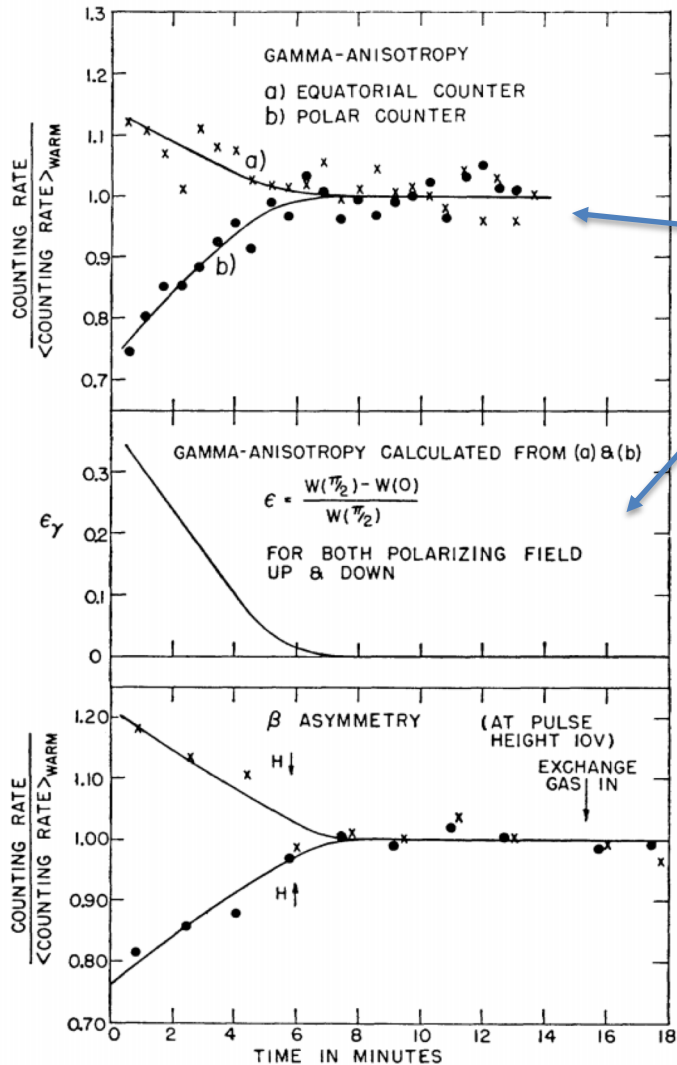 1.3
GAMMA-ANISOTROPY
1.2
a) EQUATORIAL COUNTER
b) POLAR COUNTER
1.1
a)
1.0
0.9
b)
0.8
0.7
COUNTING RATE
<COUNTING RATE>WARM
GAMMA-ANISOTROPY CALCULATED FROM (a) & (b)
0.3
ϵ = W(π/2) - W(0)
W(π/2)
ϵγ
0.2
FOR BOTH POLARIZING FIELD
UP & DOWN
0.1
0
1.20
β ASYMMETRY
(AT PULSE
HEIGHT 10V)
H↓
EXCHANGE
GAS IN
1.10
1.00
0.90
H↑
0.80
0.70
COUNTING RATE
<COUNTING RATE>WARM
0 2 4 6 8 10 12 14 16 18
TIME IN MINUTES